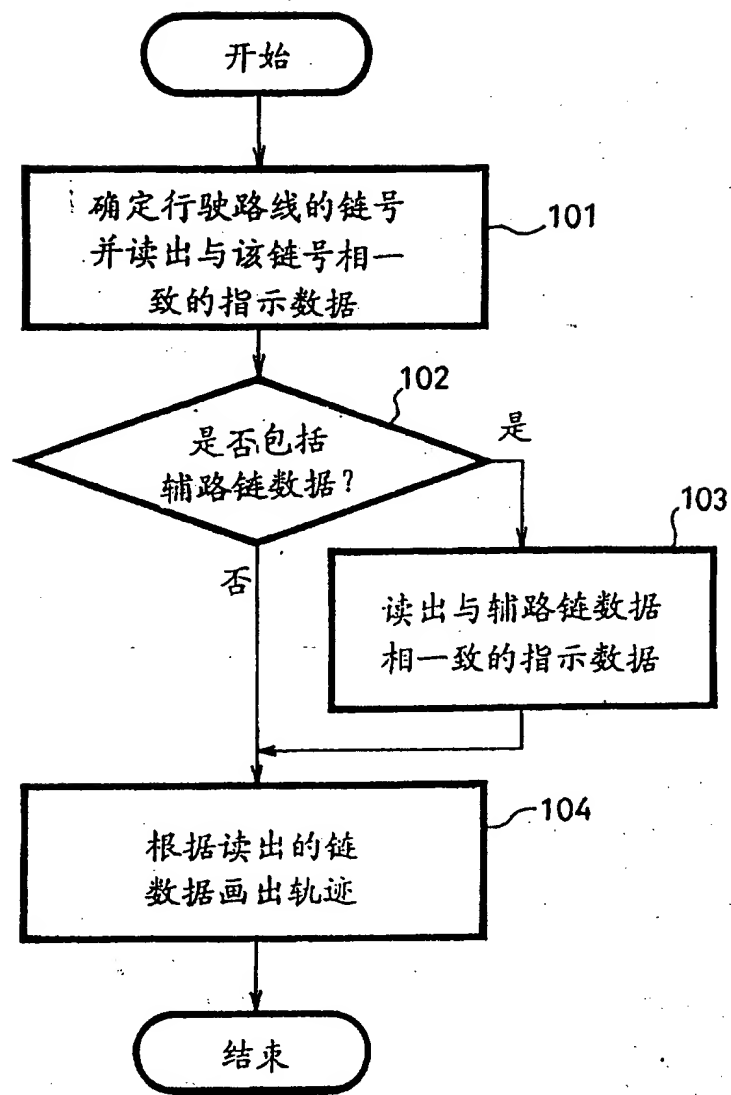 开始
确定行驶路线的链号
并读出与该链号相一
致的指示数据
101
102
是否包括
辅路链数据?
是
103
否
读出与辅路链数据
相一致的指示数据
104
根据读出的链
数据画出轨迹
结束